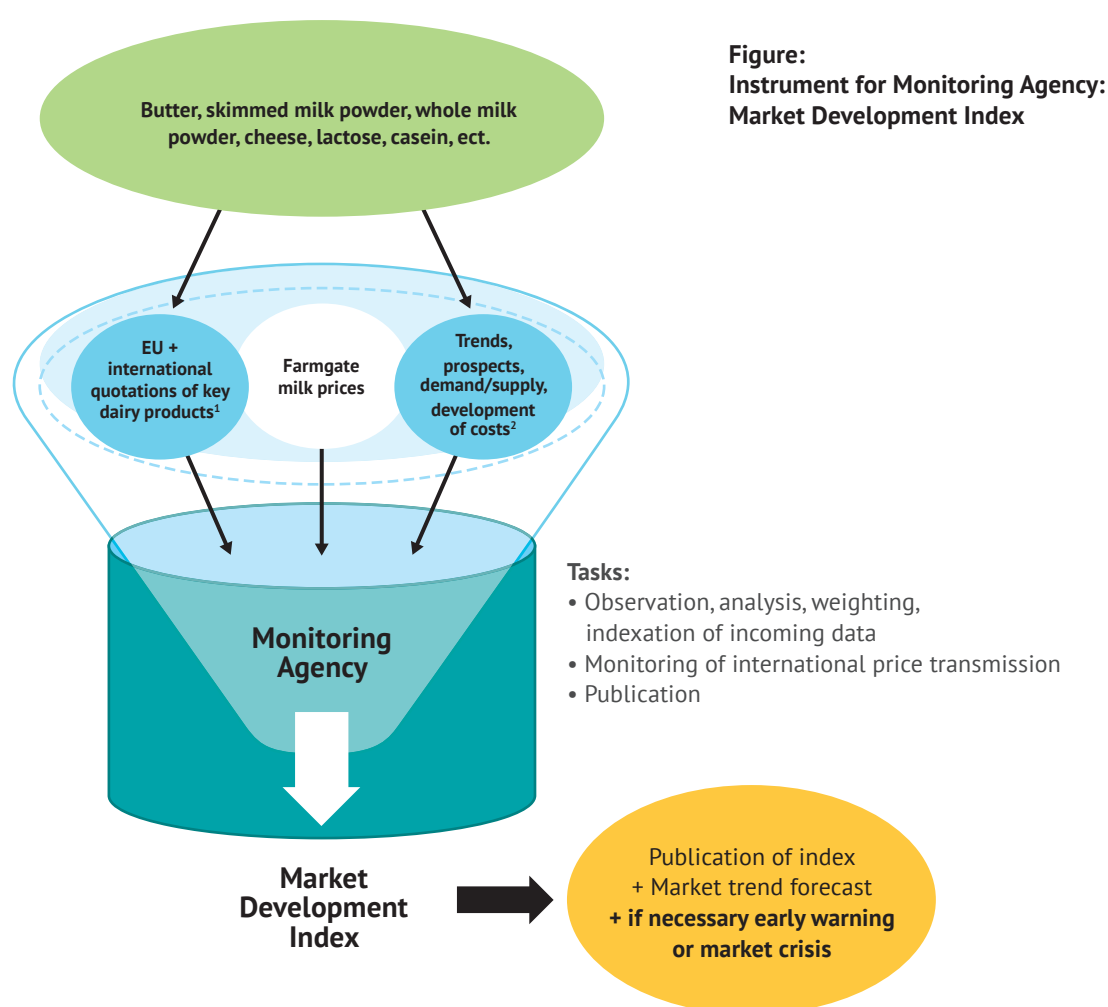 Figure:
Instrument for Monitoring Agency:
Market Development Index
Butter, skimmed milk powder, whole milk
powder, cheese, lactose, casein, ect.
EU +
international
quotations of key
dairy products¹
Farmgate
milk prices
Trends,
prospects,
demand/supply,
development
of costs²
Monitoring
Agency
Tasks:
• Observation, analysis, weighting,
indexation of incoming data
• Monitoring of international price transmission
• Publication
Market
Development
Index
Publication of index
+ Market trend forecast
+ if necessary early warning
or market crisis